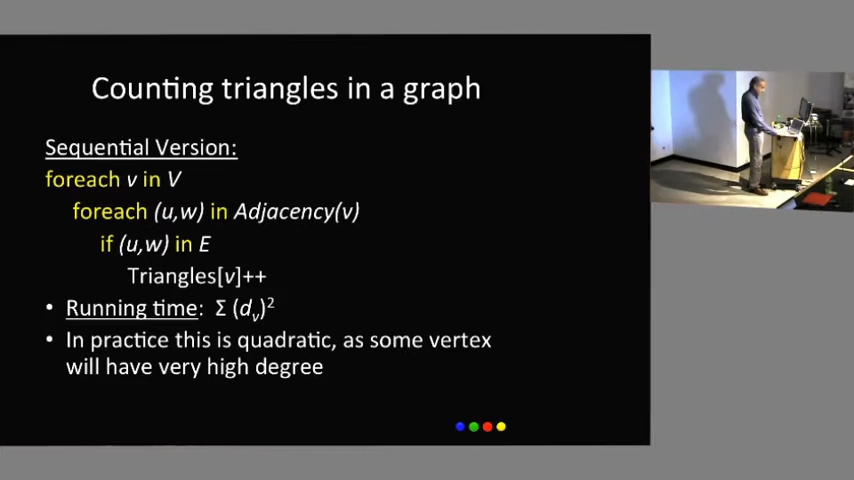 Counting triangles in a graph
Sequential Version:
foreach v in V
foreach (u,w) in Adjacency(v)
if (u,w) in E
Triangles[v]++
• Running time: Σ (dv)2
• In practice this is quadratic, as some vertex
will have very high degree